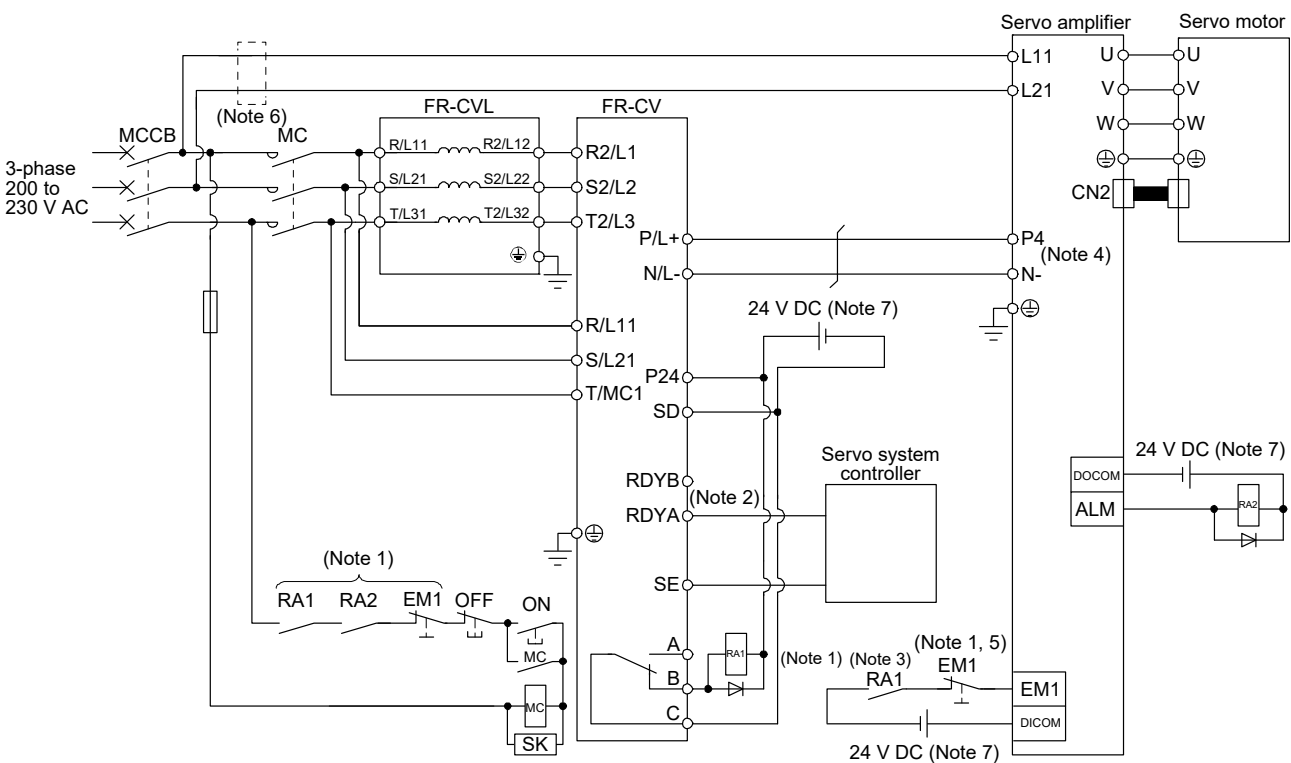 Servo amplifier
Servo motor
L11
U
U
L21
V
V
(Note 6)
FR-CVL
FR-CV
W
W
MCCB
MC
R/L11
R2/L12
R2/L1
3-phase
200 to
230 V AC
S/L21
S2/L22
S2/L2
CN2
T/L31
T2/L32
T2/L3
P/L+
P4
(Note 4)
N/L-
N-
24 V DC (Note 7)
R/L11
S/L21
P24
T/MC1
SD
Servo system
controller
24 V DC (Note 7)
DOCOM
RDYB
(Note 2)
RDYA
ALM
RA2
(Note 1)
SE
RA1
RA2
EM1
OFF
ON
MC
A
RA1
(Note 1)
(Note 3)
RA1
(Note 1, 5)
EM1
B
EM1
MC
C
DICOM
SK
24 V DC (Note 7)